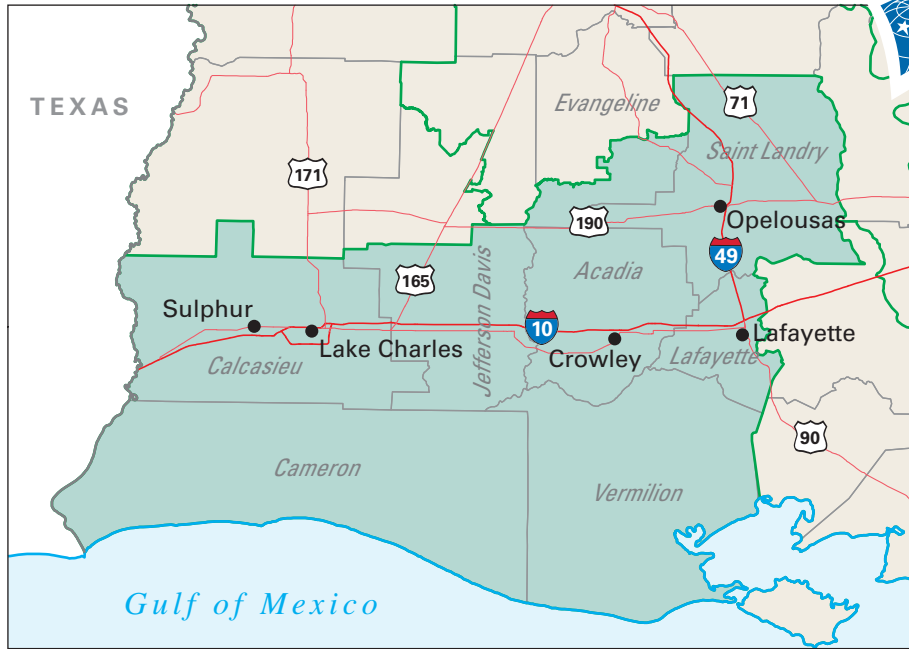 TEXAS
Evangeline
71
Saint Landry
171
190
Opelousas
49
165
Acadia
Jefferson Davis
Sulphur
10
Lake Charles
Crowley
Lafayette
Lafayette
Calcasieu
90
Cameron
Vermilion
Gulf of Mexico